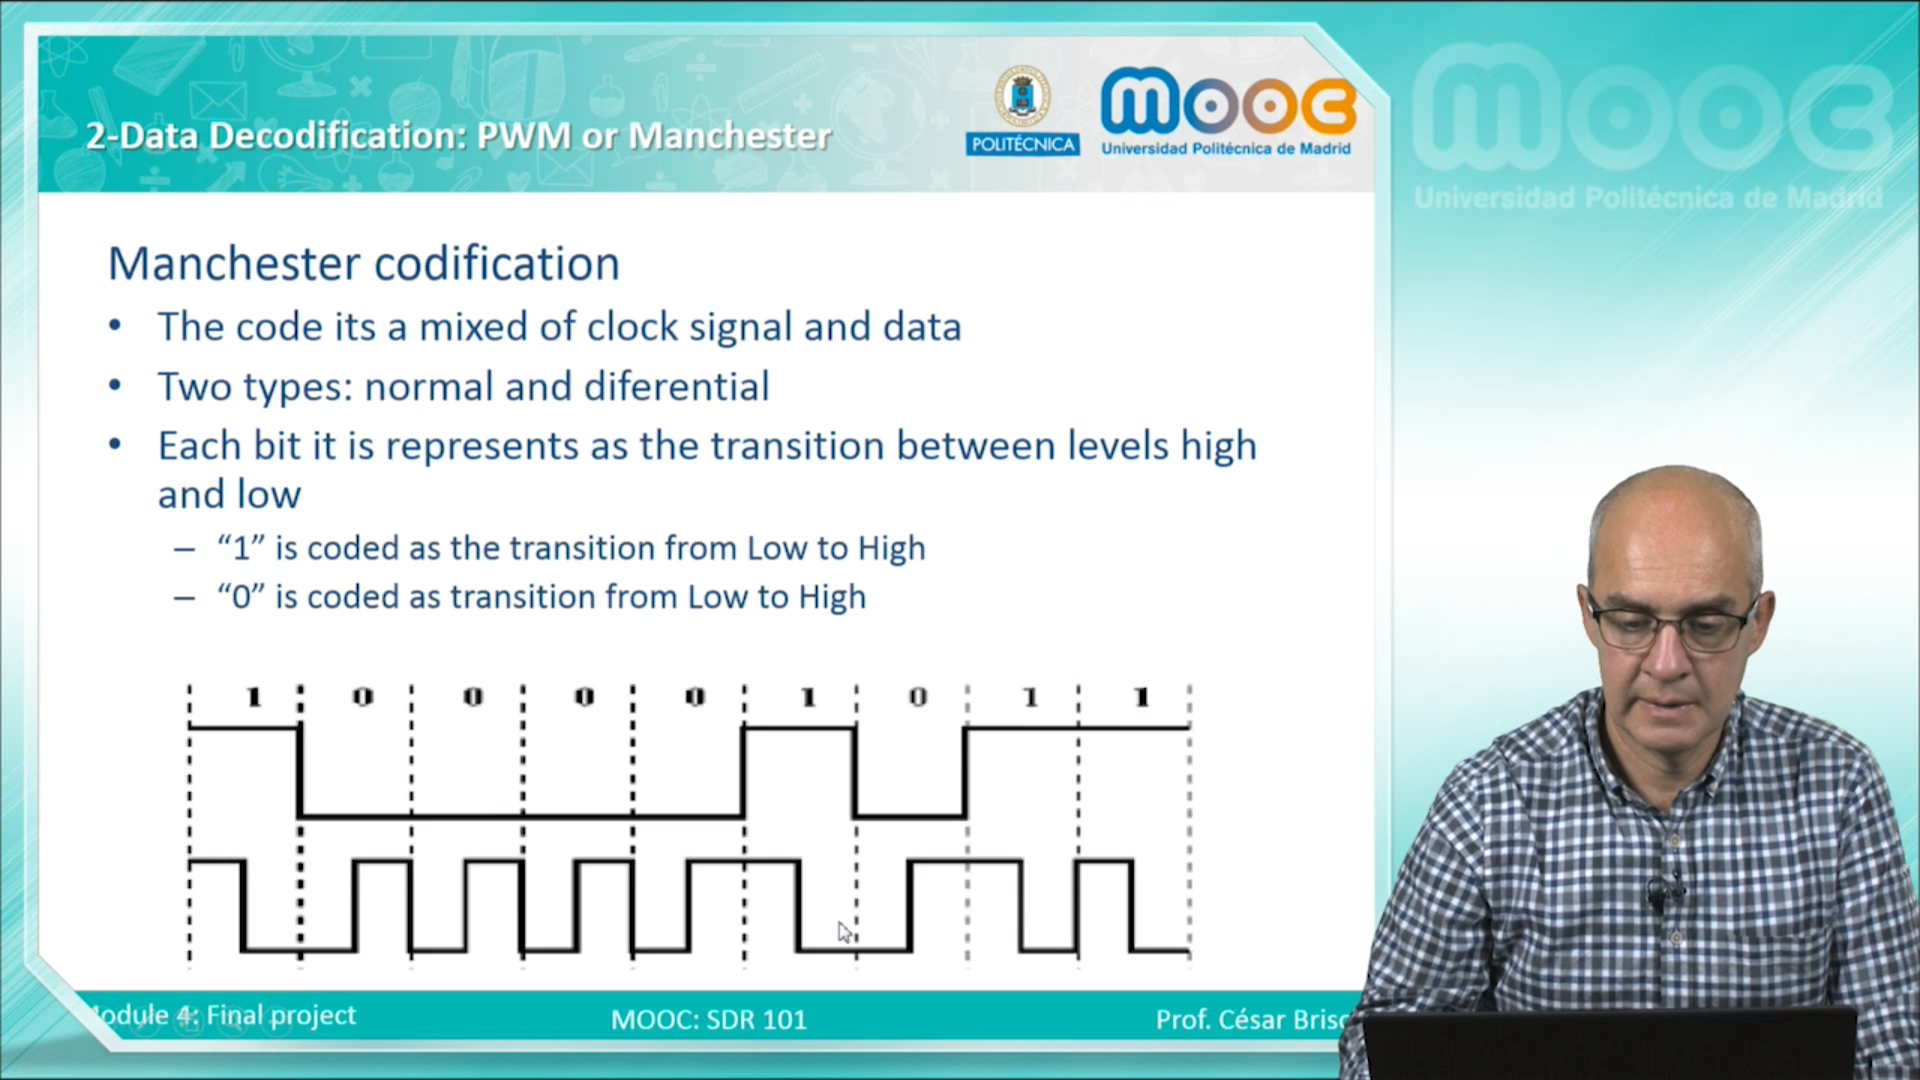 2-Data Decodification: PWM or Manchester
POLITÉCNICA
mooc
Universidad Politécnica de Madrid
mooc
Universidad Politécnica de Madrid
Manchester codification
• The code its a mixed of clock signal and data
• Two types: normal and diferential
• Each bit it is represents as the transition between levels high
and low
– “1” is coded as the transition from Low to High
– “0” is coded as transition from Low to High
1 0 0 0 0 1 0 1 1
Module 4: Final project
MOOC: SDR 101
Prof. César